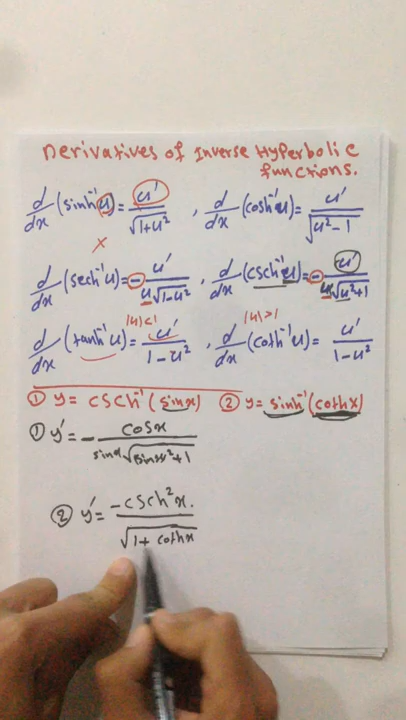 Derivatives of Inverse Hyperbolic
functions.
d/dx (sinh⁻¹u) = u'/√(1+u²) , d/dx (cosh⁻¹u) = u'/√(u²-1)
x
d/dx (sech⁻¹u) = - u'/u√(1-u²) , d/dx (csch⁻¹u) = - u'/u√(u²+1)
|u|<1 |u|>1
d/dx (tanh⁻¹u) = u'/1-u² , d/dx (coth⁻¹u) = u'/1-u²
① y = csch⁻¹(sinx) ② y = sinh⁻¹(cothx)
① y' = - cosx/sinx√(sinx²+1)
② y' = -csch²x./√(1+cothx)